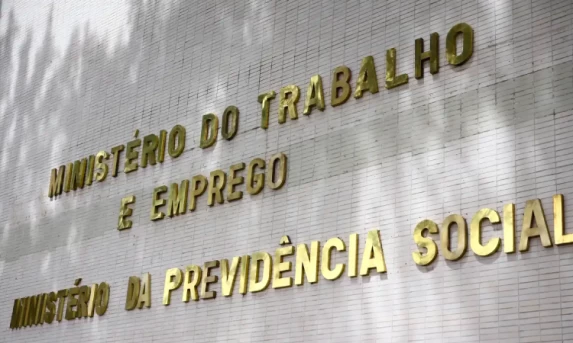 MINISTÉRIO DO TRABALHO
E EMPREGO
MINISTÉRIO DA PREVIDÊNCIA SOCIAL